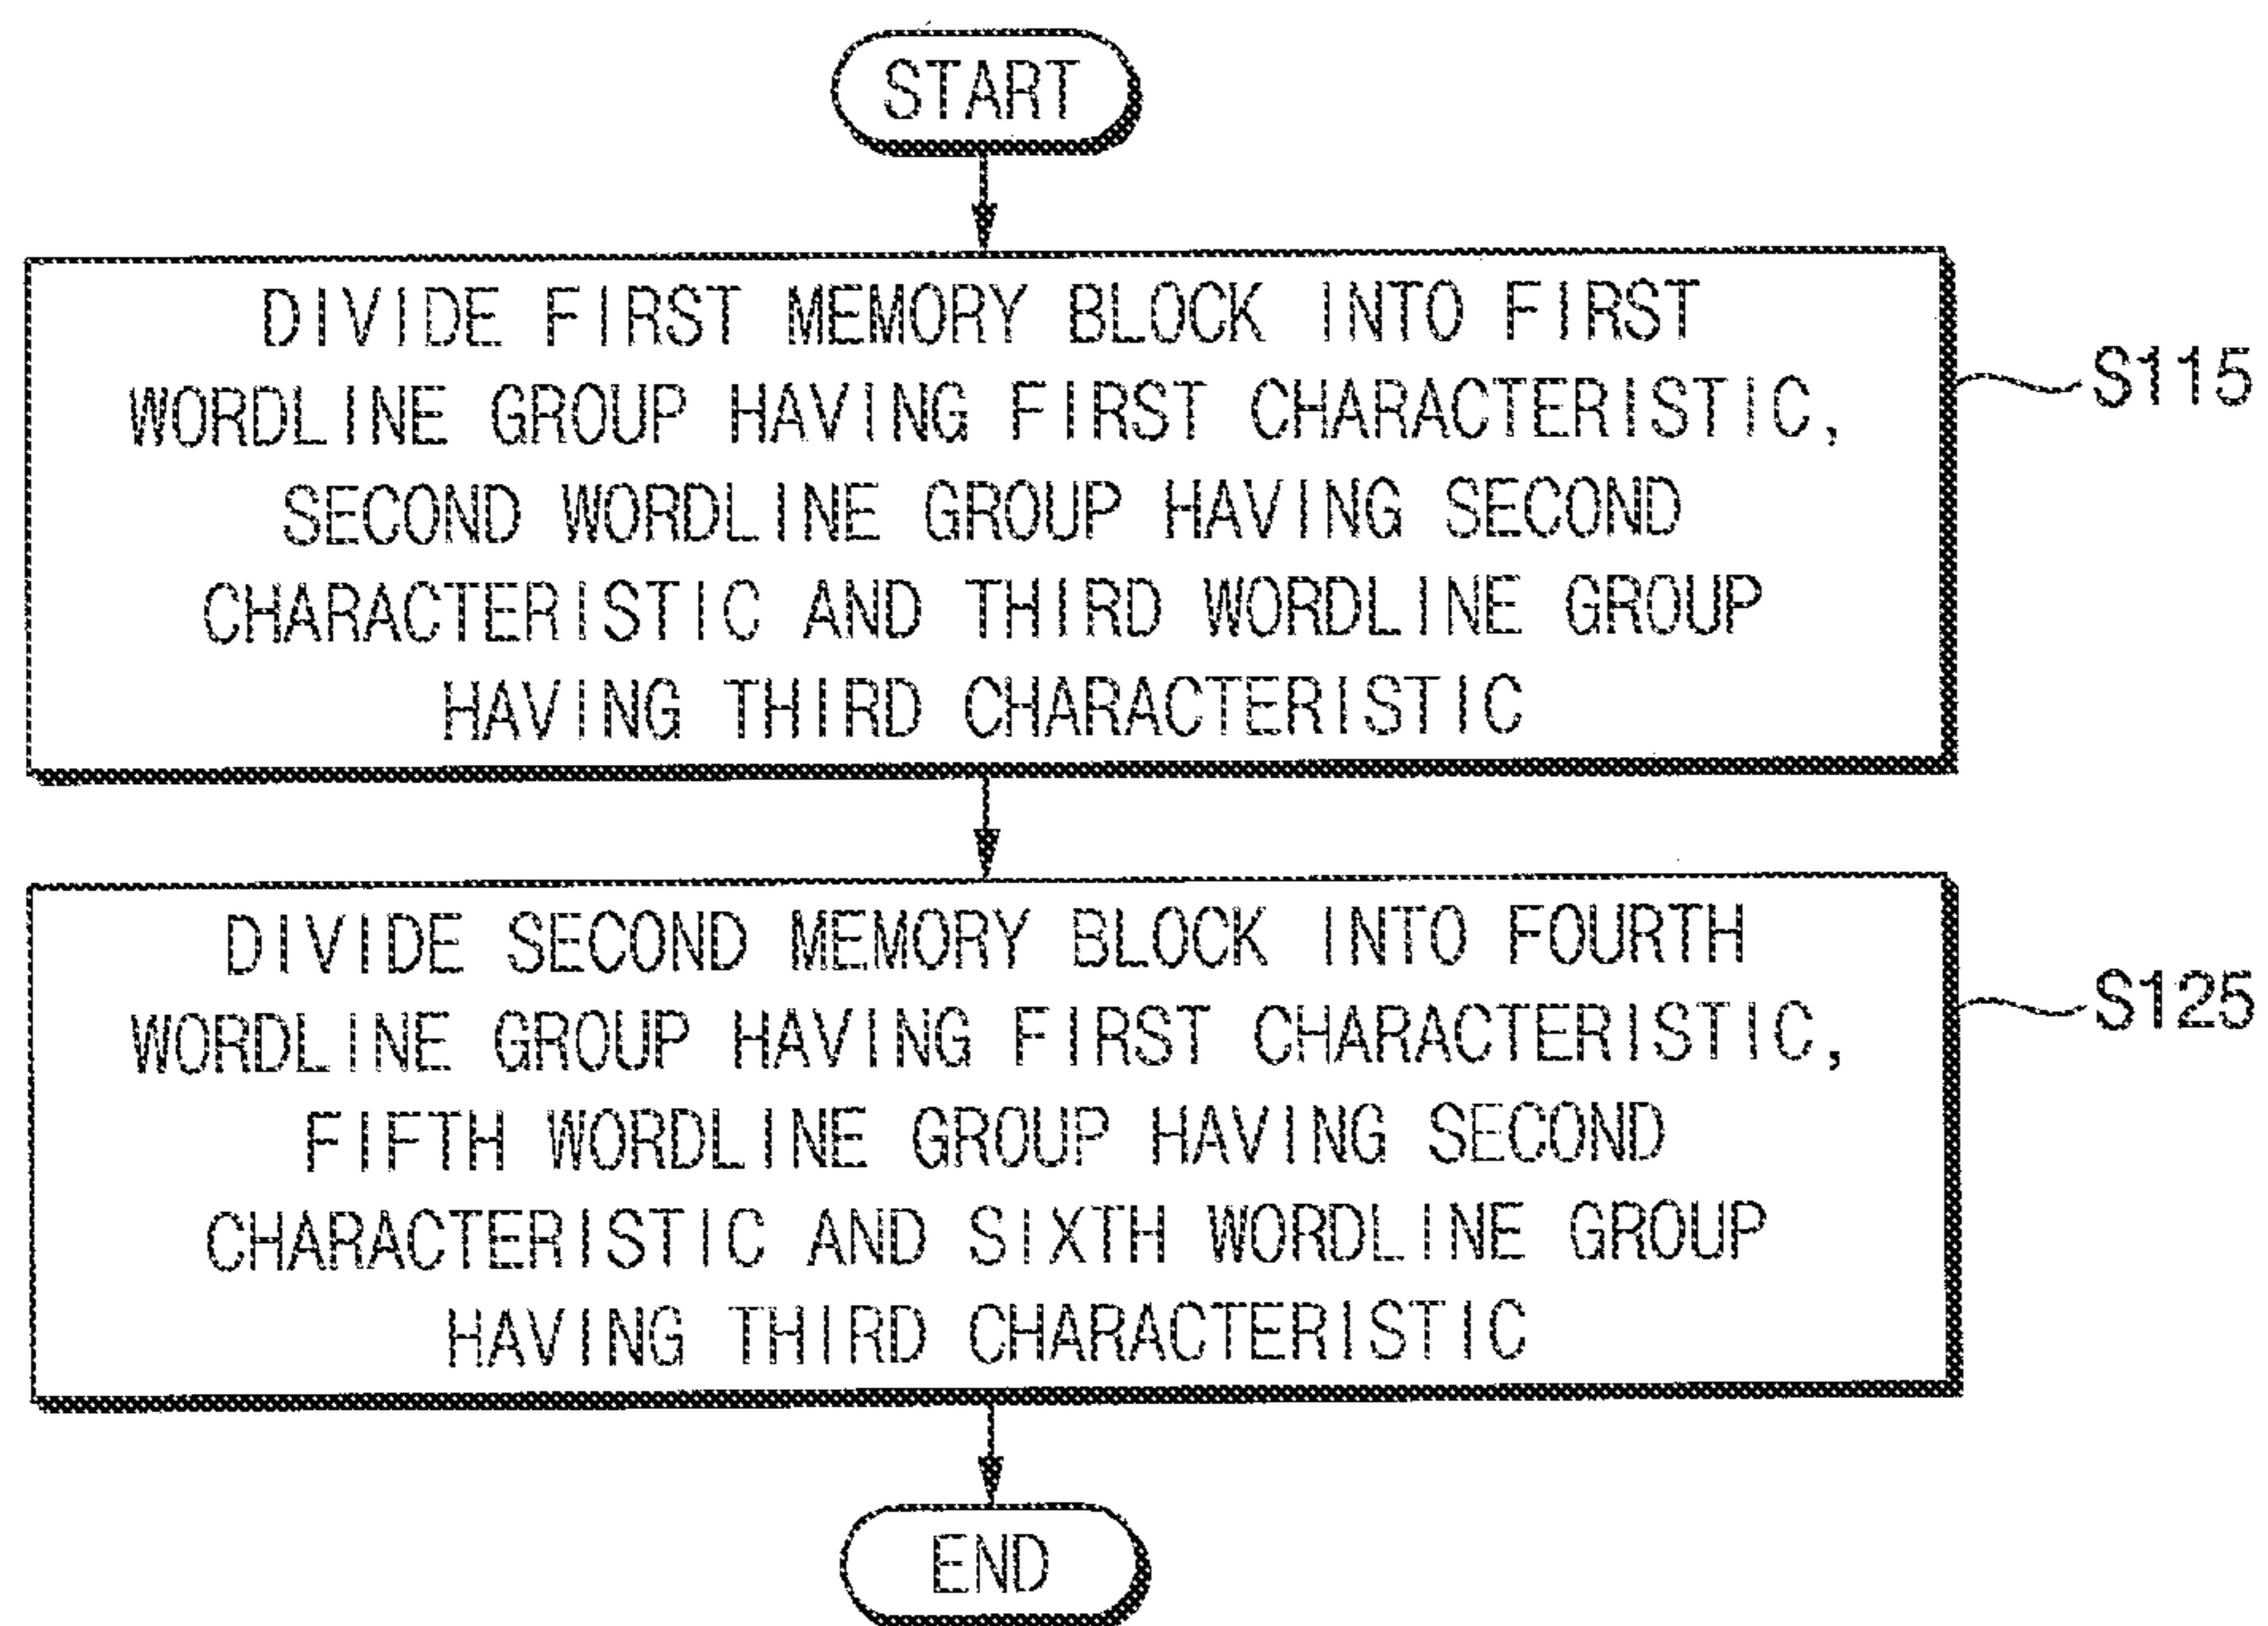 START
DIVIDE FIRST MEMORY BLOCK INTO FIRST
WORDLINE GROUP HAVING FIRST CHARACTERISTIC,
SECOND WORDLINE GROUP HAVING SECOND
CHARACTERISTIC AND THIRD WORDLINE GROUP
HAVING THIRD CHARACTERISTIC
S115
DIVIDE SECOND MEMORY BLOCK INTO FOURTH
WORDLINE GROUP HAVING FIRST CHARACTERISTIC,
FIFTH WORDLINE GROUP HAVING SECOND
CHARACTERISTIC AND SIXTH WORDLINE GROUP
HAVING THIRD CHARACTERISTIC
S125
END